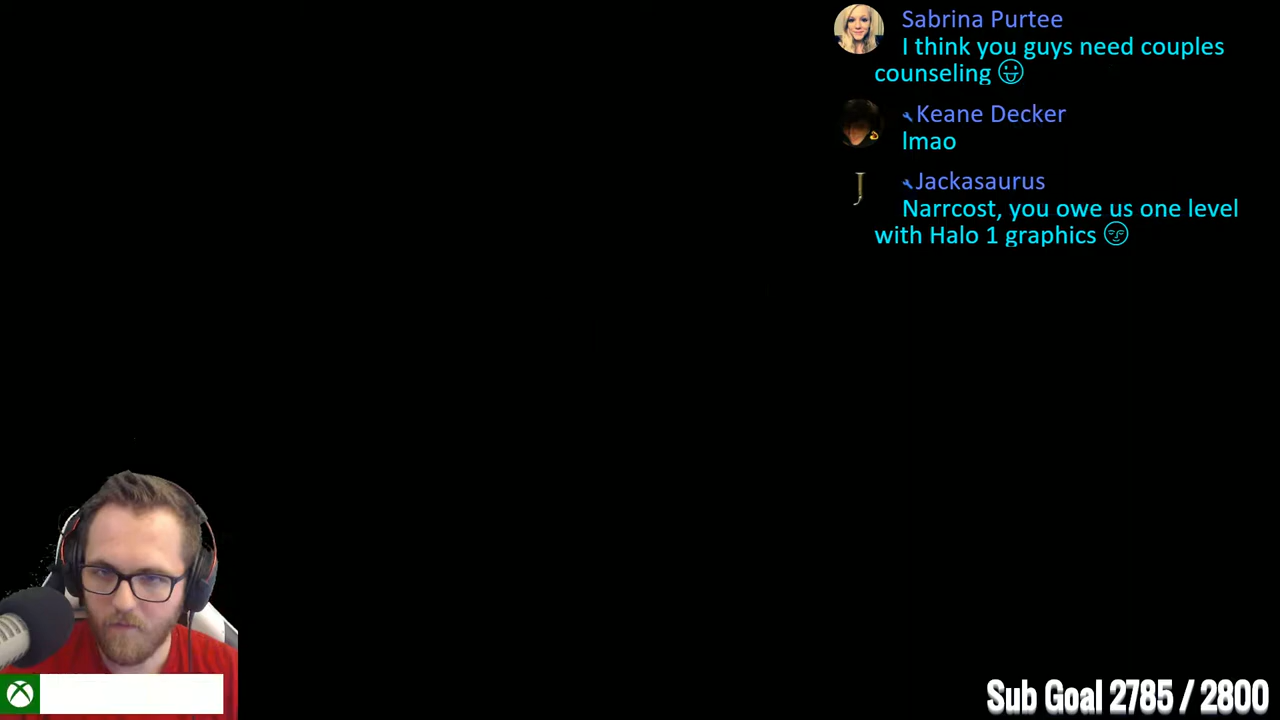 Sabrina Purtee
I think you guys need couples
counseling 😛
Keane Decker
lmao
Jackasaurus
Narrcost, you owe us one level
with Halo 1 graphics 😏
Sub Goal 2785 / 2800